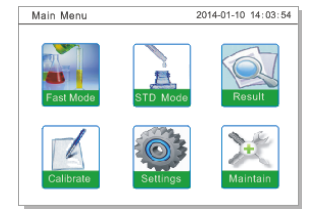 Main Menu 2014-01-10 14:03:54
Fast Mode STD Mode Result
Calibrate Settings Maintain